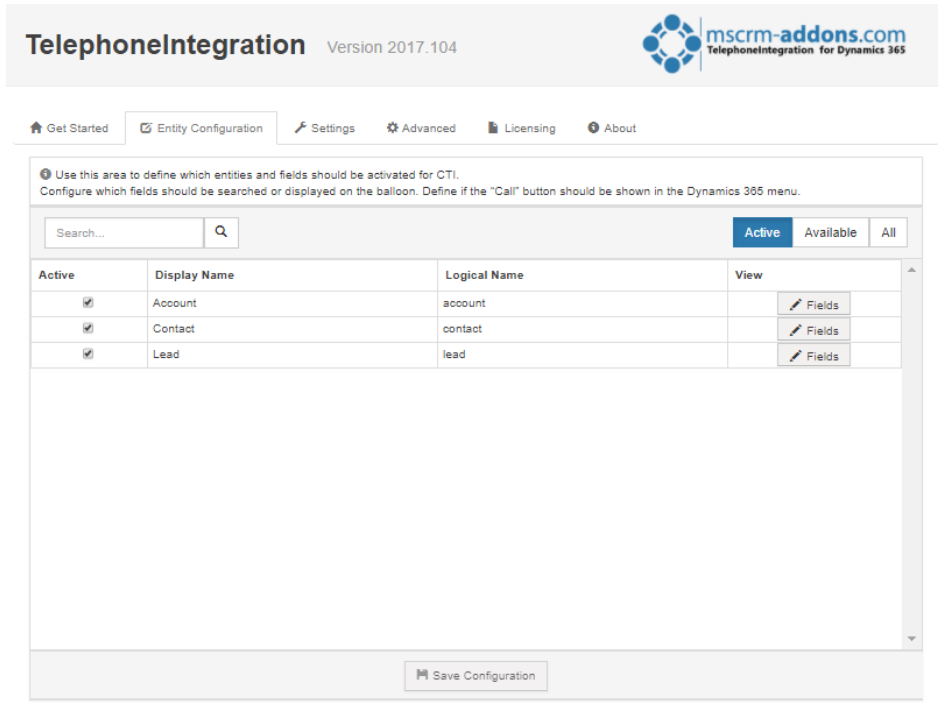 TelephoneIntegration Version 2017.104
mscrm-addons.com
TelephoneIntegration for Dynamics 365
Get Started Entity Configuration Settings Advanced Licensing About
Use this area to define which entities and fields should be activated for CTI.
Configure which fields should be searched or displayed on the balloon. Define if the "Call" button should be shown in the Dynamics 365 menu.
Search... Active Available All
Active Display Name Logical Name View
Account account Fields
Contact contact Fields
Lead lead Fields
Save Configuration